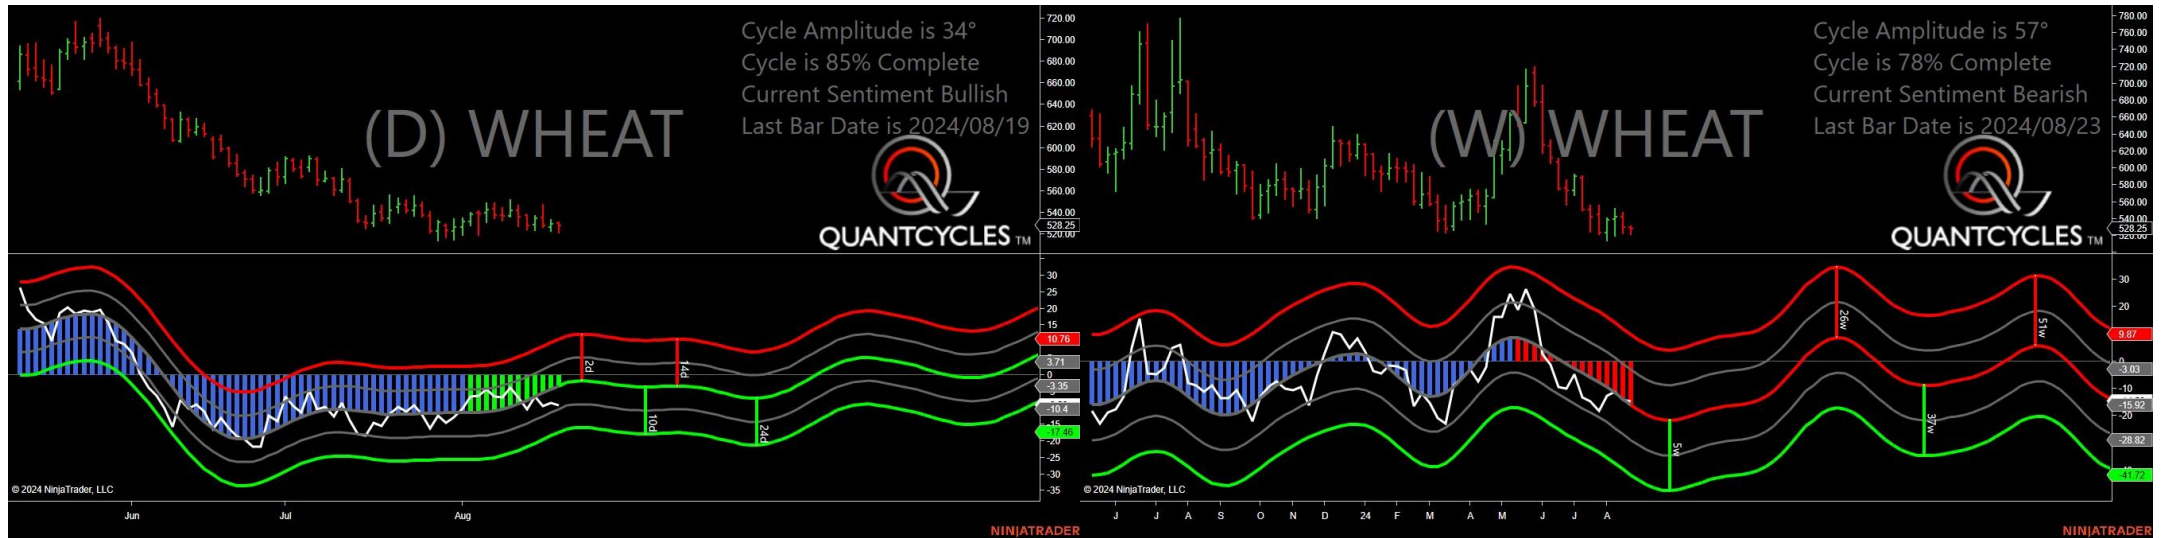 Cycle Amplitude is 34°
Cycle is 85% Complete
Current Sentiment Bullish
Last Bar Date is 2024/08/19
(D) WHEAT
QUANTCYCLES TM
720.00
700.00
680.00
660.00
640.00
620.00
600.00
580.00
560.00
540.00
528.25
520.00
30
25
20
15
10.76
5
3.71
0
-3.35
-5
-10.4
-15
-17.46
-20
-25
-30
-35
2d
14d
10d
24d
© 2024 NinjaTrader, LLC
Jun
Jul
Aug
NINJATRADER
Cycle Amplitude is 57°
Cycle is 78% Complete
Current Sentiment Bearish
Last Bar Date is 2024/08/23
(W) WHEAT
QUANTCYCLES TM
780.00
760.00
740.00
720.00
700.00
680.00
660.00
640.00
620.00
600.00
580.00
560.00
540.00
528.25
30
20
9.87
0
-3.03
-10
-15.92
-20
-28.82
-41.72
26w
51w
5w
37w
© 2024 NinjaTrader, LLC
J
J
A
S
O
N
D
24
F
M
A
M
J
J
A
NINJATRADER